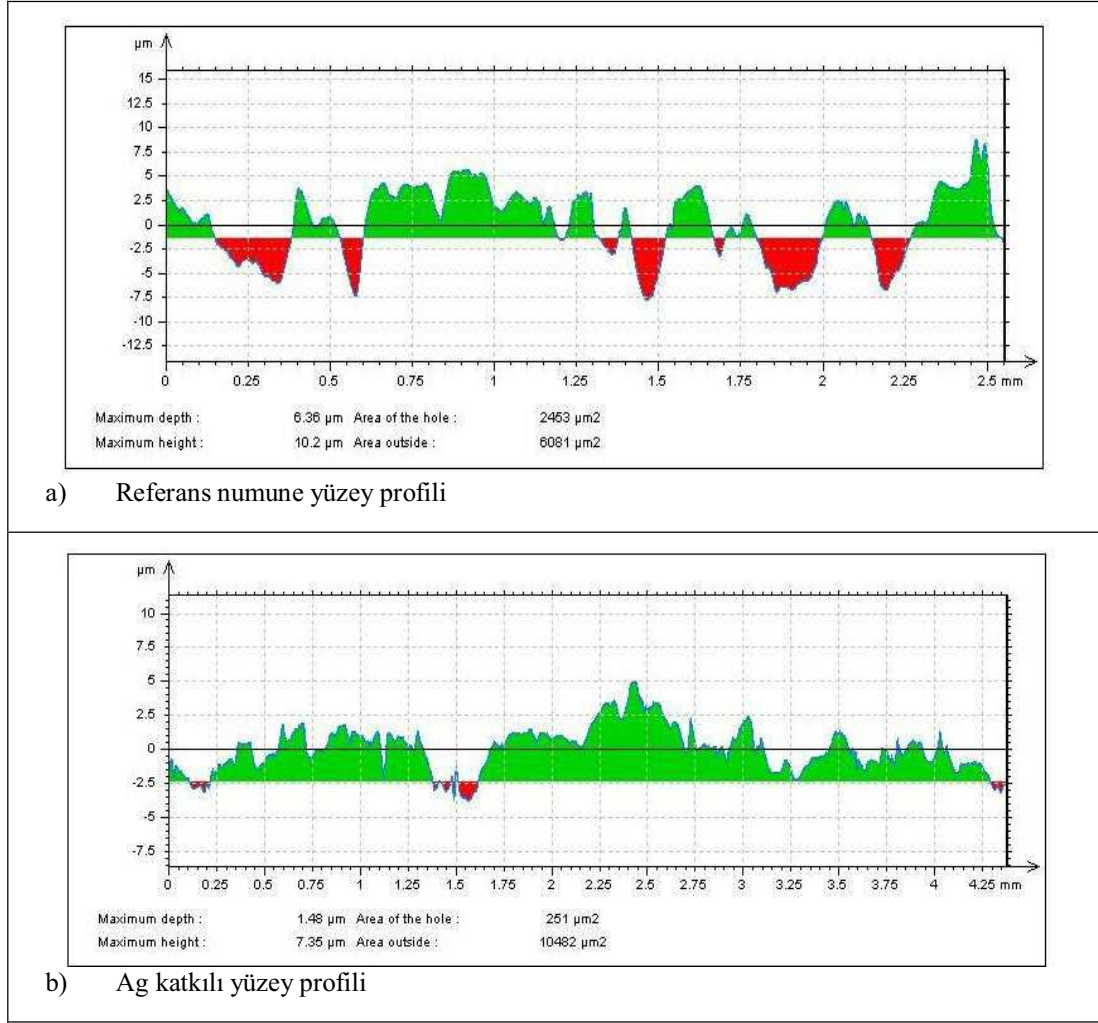 µm
15
12.5
10
7.5
5
2.5
0
-2.5
-5
-7.5
-10
-12.5
0 0.25 0.5 0.75 1 1.25 1.5 1.75 2 2.25 2.5 mm
Maximum depth : 6.36 µm Area of the hole : 2453 µm2
Maximum height : 10.2 µm Area outside : 6081 µm2
a) Referans numune yüzey profili
µm
10
7.5
5
2.5
0
-2.5
-5
-7.5
0 0.25 0.5 0.75 1 1.25 1.5 1.75 2 2.25 2.5 2.75 3 3.25 3.5 3.75 4 4.25 mm
Maximum depth : 1.48 µm Area of the hole : 251 µm2
Maximum height : 7.35 µm Area outside : 10482 µm2
b) Ag katkılı yüzey profili